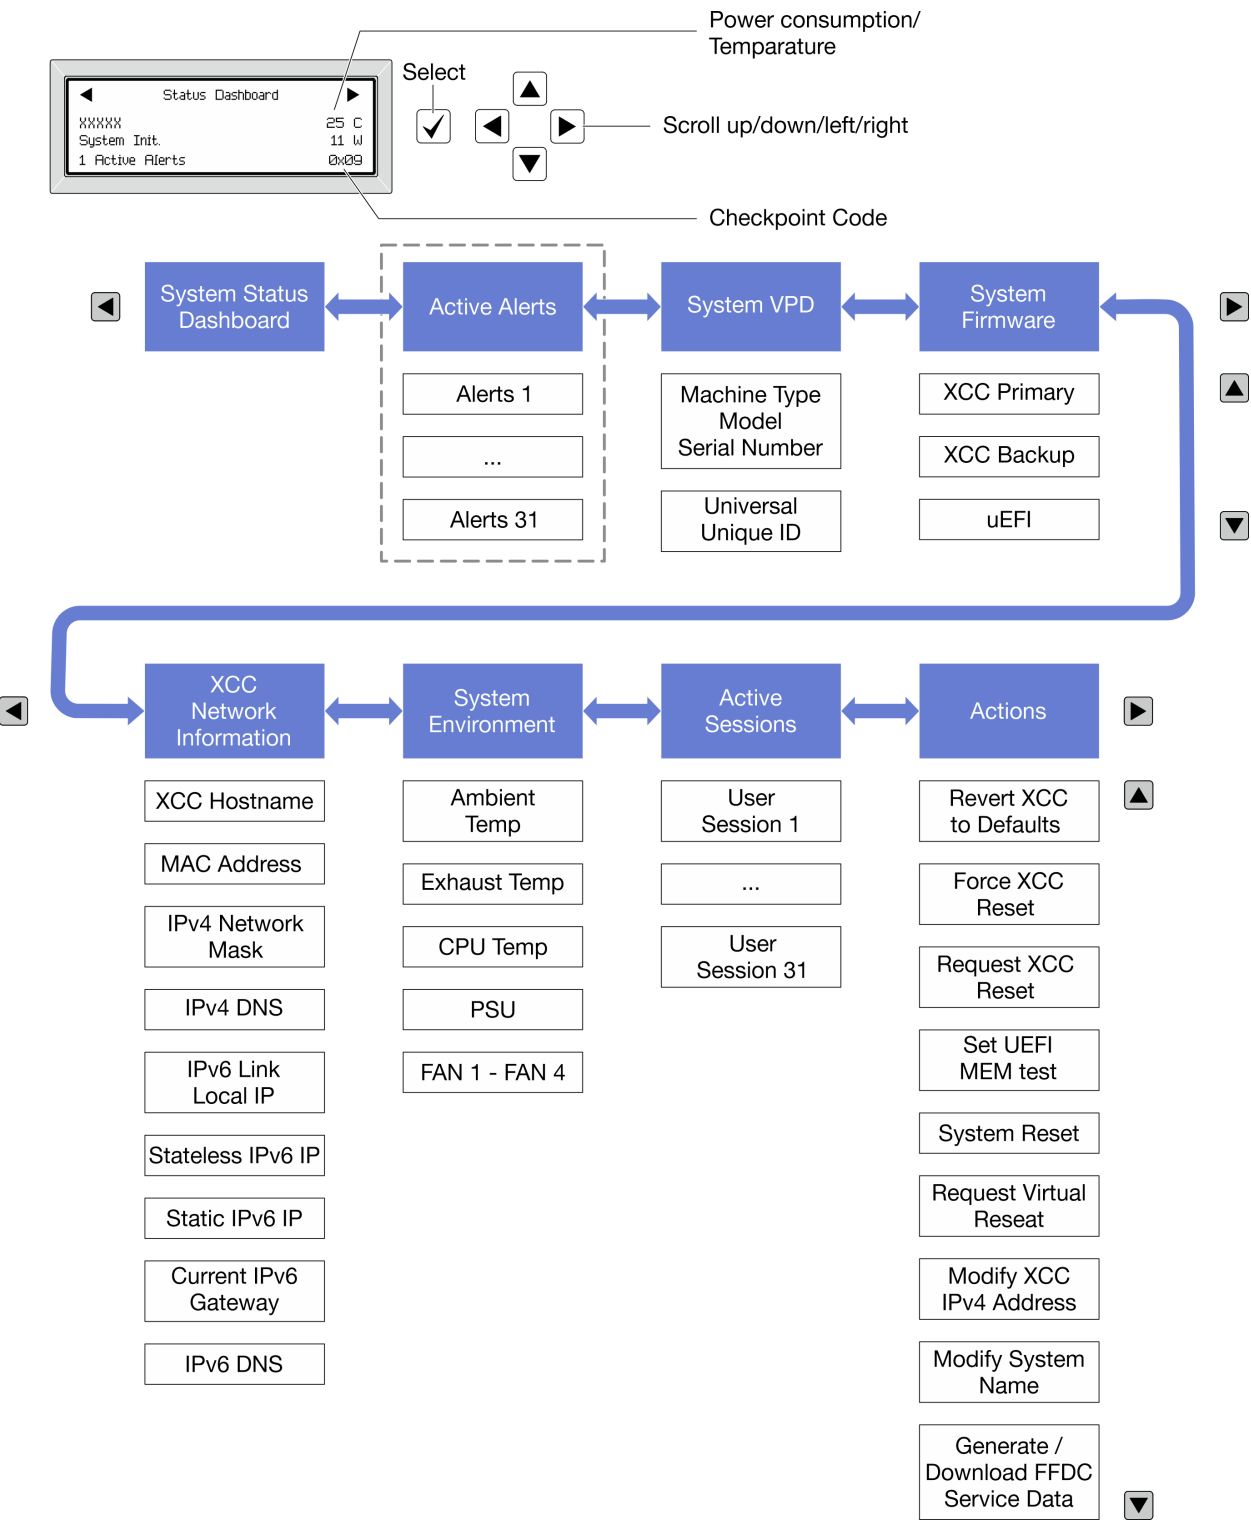 Power consumption/
Temparature
Select
Status Dashboard
XXXXX 25 C
System Init. 11 W
1 Active Alerts 0x09
Scroll up/down/left/right
Checkpoint Code
System Status
Dashboard
Active Alerts
System VPD
System
Firmware
Alerts 1
...
Alerts 31
Machine Type
Model
Serial Number
Universal
Unique ID
XCC Primary
XCC Backup
uEFI
XCC
Network
Information
System
Environment
Active
Sessions
Actions
XCC Hostname
MAC Address
IPv4 Network
Mask
IPv4 DNS
IPv6 Link
Local IP
Stateless IPv6 IP
Static IPv6 IP
Current IPv6
Gateway
IPv6 DNS
Ambient
Temp
Exhaust Temp
CPU Temp
PSU
FAN 1 - FAN 4
User
Session 1
...
User
Session 31
Revert XCC
to Defaults
Force XCC
Reset
Request XCC
Reset
Set UEFI
MEM test
System Reset
Request Virtual
Reseat
Modify XCC
IPv4 Address
Modify System
Name
Generate /
Download FFDC
Service Data